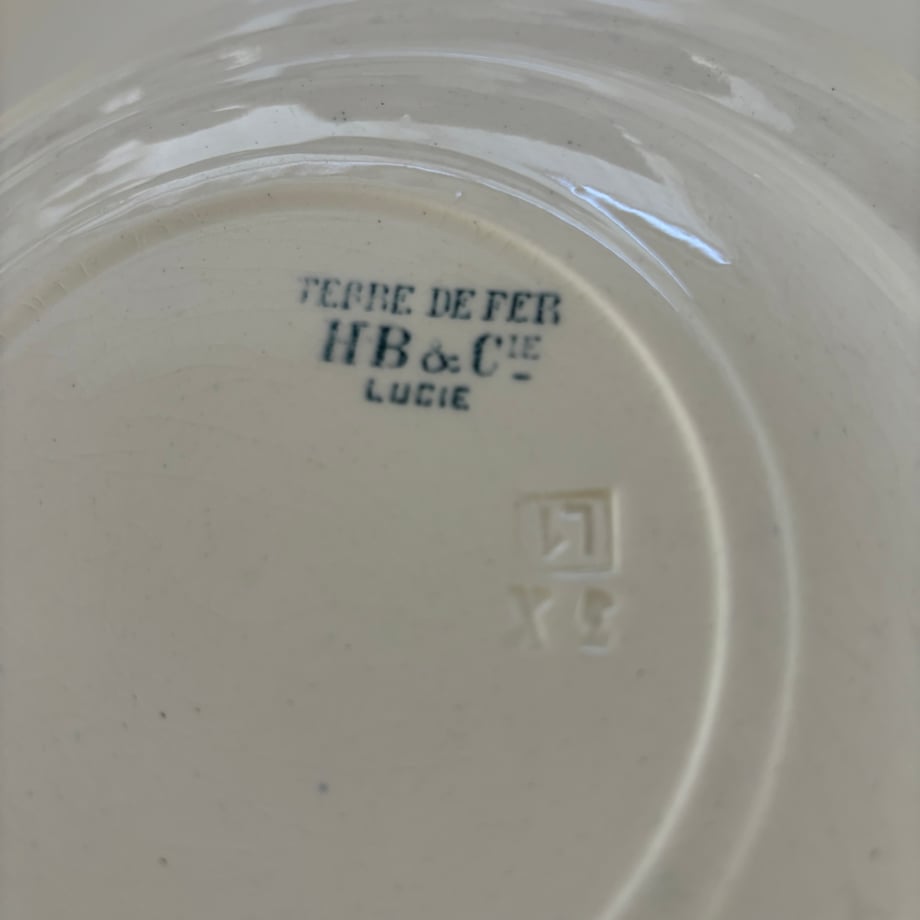 TERRE DE FER
HB & CIE
LUCIE